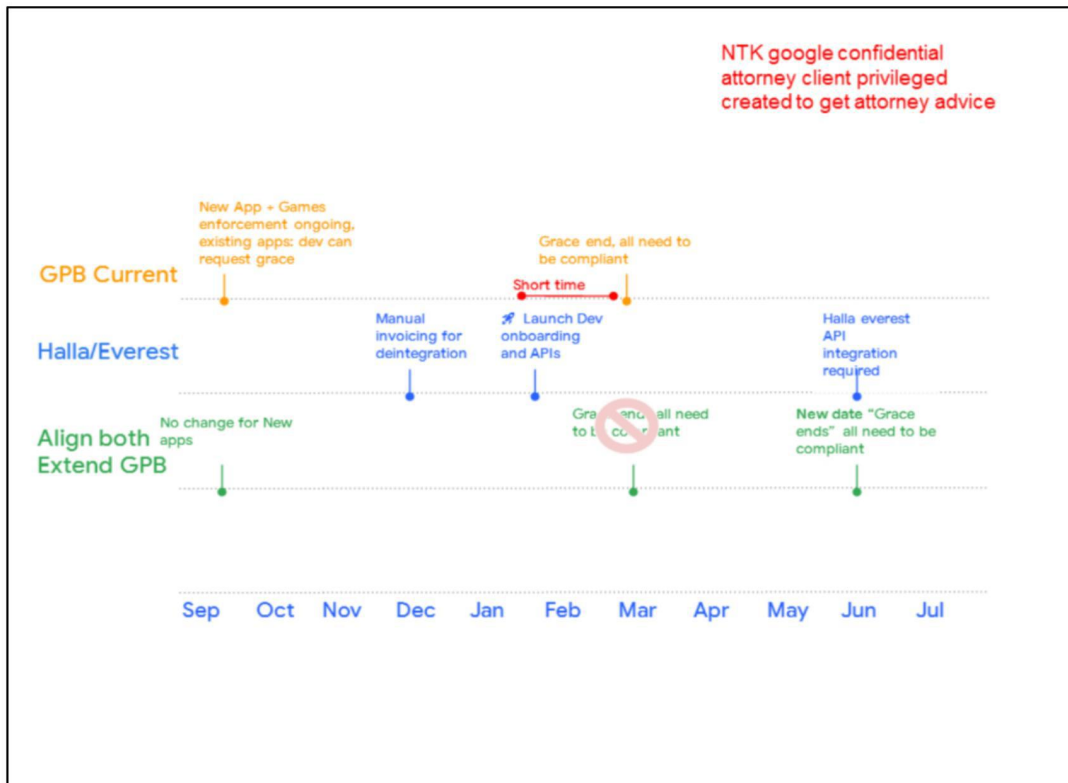 NTK google confidential
attorney client privileged
created to get attorney advice
New App + Games
enforcement ongoing,
existing apps: dev can
request grace
Grace end, all need to
be compliant
GPB Current
Short time
Manual
invoicing for
deintegration
🚀 Launch Dev
onboarding
and APIs
Halla everest
API
integration
required
Halla/Everest
No change for New
apps
Grace end, all need
to be compliant
New date “Grace
ends” all need to be
compliant
Align both
Extend GPB
Sep Oct Nov Dec Jan Feb Mar Apr May Jun Jul